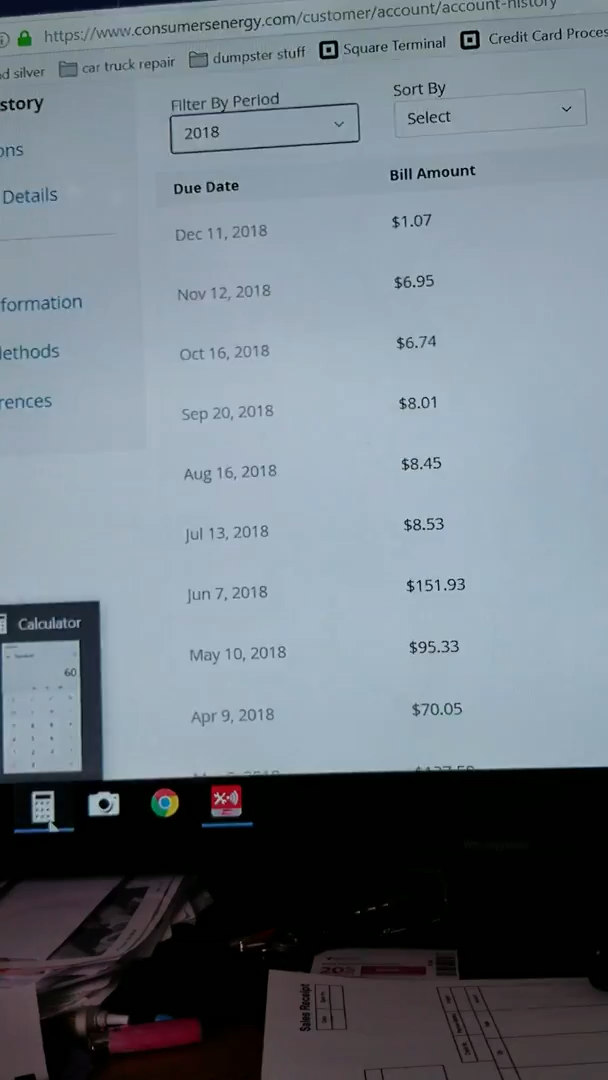 https://www.consumersenergy.com/customer/account/account-history
d silver car truck repair dumpster stuff Square Terminal Credit Card Proces
story
Filter By Period
Sort By
2018
Select
ons
Details
formation
ethods
rences
Due Date Bill Amount
Dec 11, 2018 $1.07
Nov 12, 2018 $6.95
Oct 16, 2018 $6.74
Sep 20, 2018 $8.01
Aug 16, 2018 $8.45
Jul 13, 2018 $8.53
Jun 7, 2018 $151.93
May 10, 2018 $95.33
Apr 9, 2018 $70.05
Calculator
60
Sales Receipt